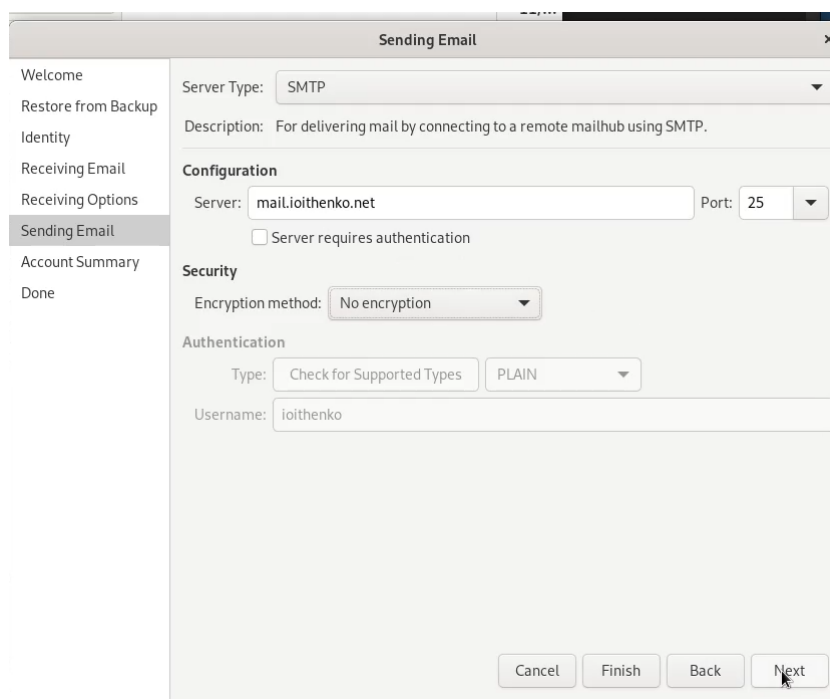 Sending Email
Welcome
Restore from Backup
Identity
Receiving Email
Receiving Options
Sending Email
Account Summary
Done
Server Type: SMTP
Description: For delivering mail by connecting to a remote mailhub using SMTP.
Configuration
Server: mail.ioithenko.net Port: 25
Server requires authentication
Security
Encryption method: No encryption
Authentication
Type: Check for Supported Types PLAIN
Username: ioithenko
Cancel Finish Back Next